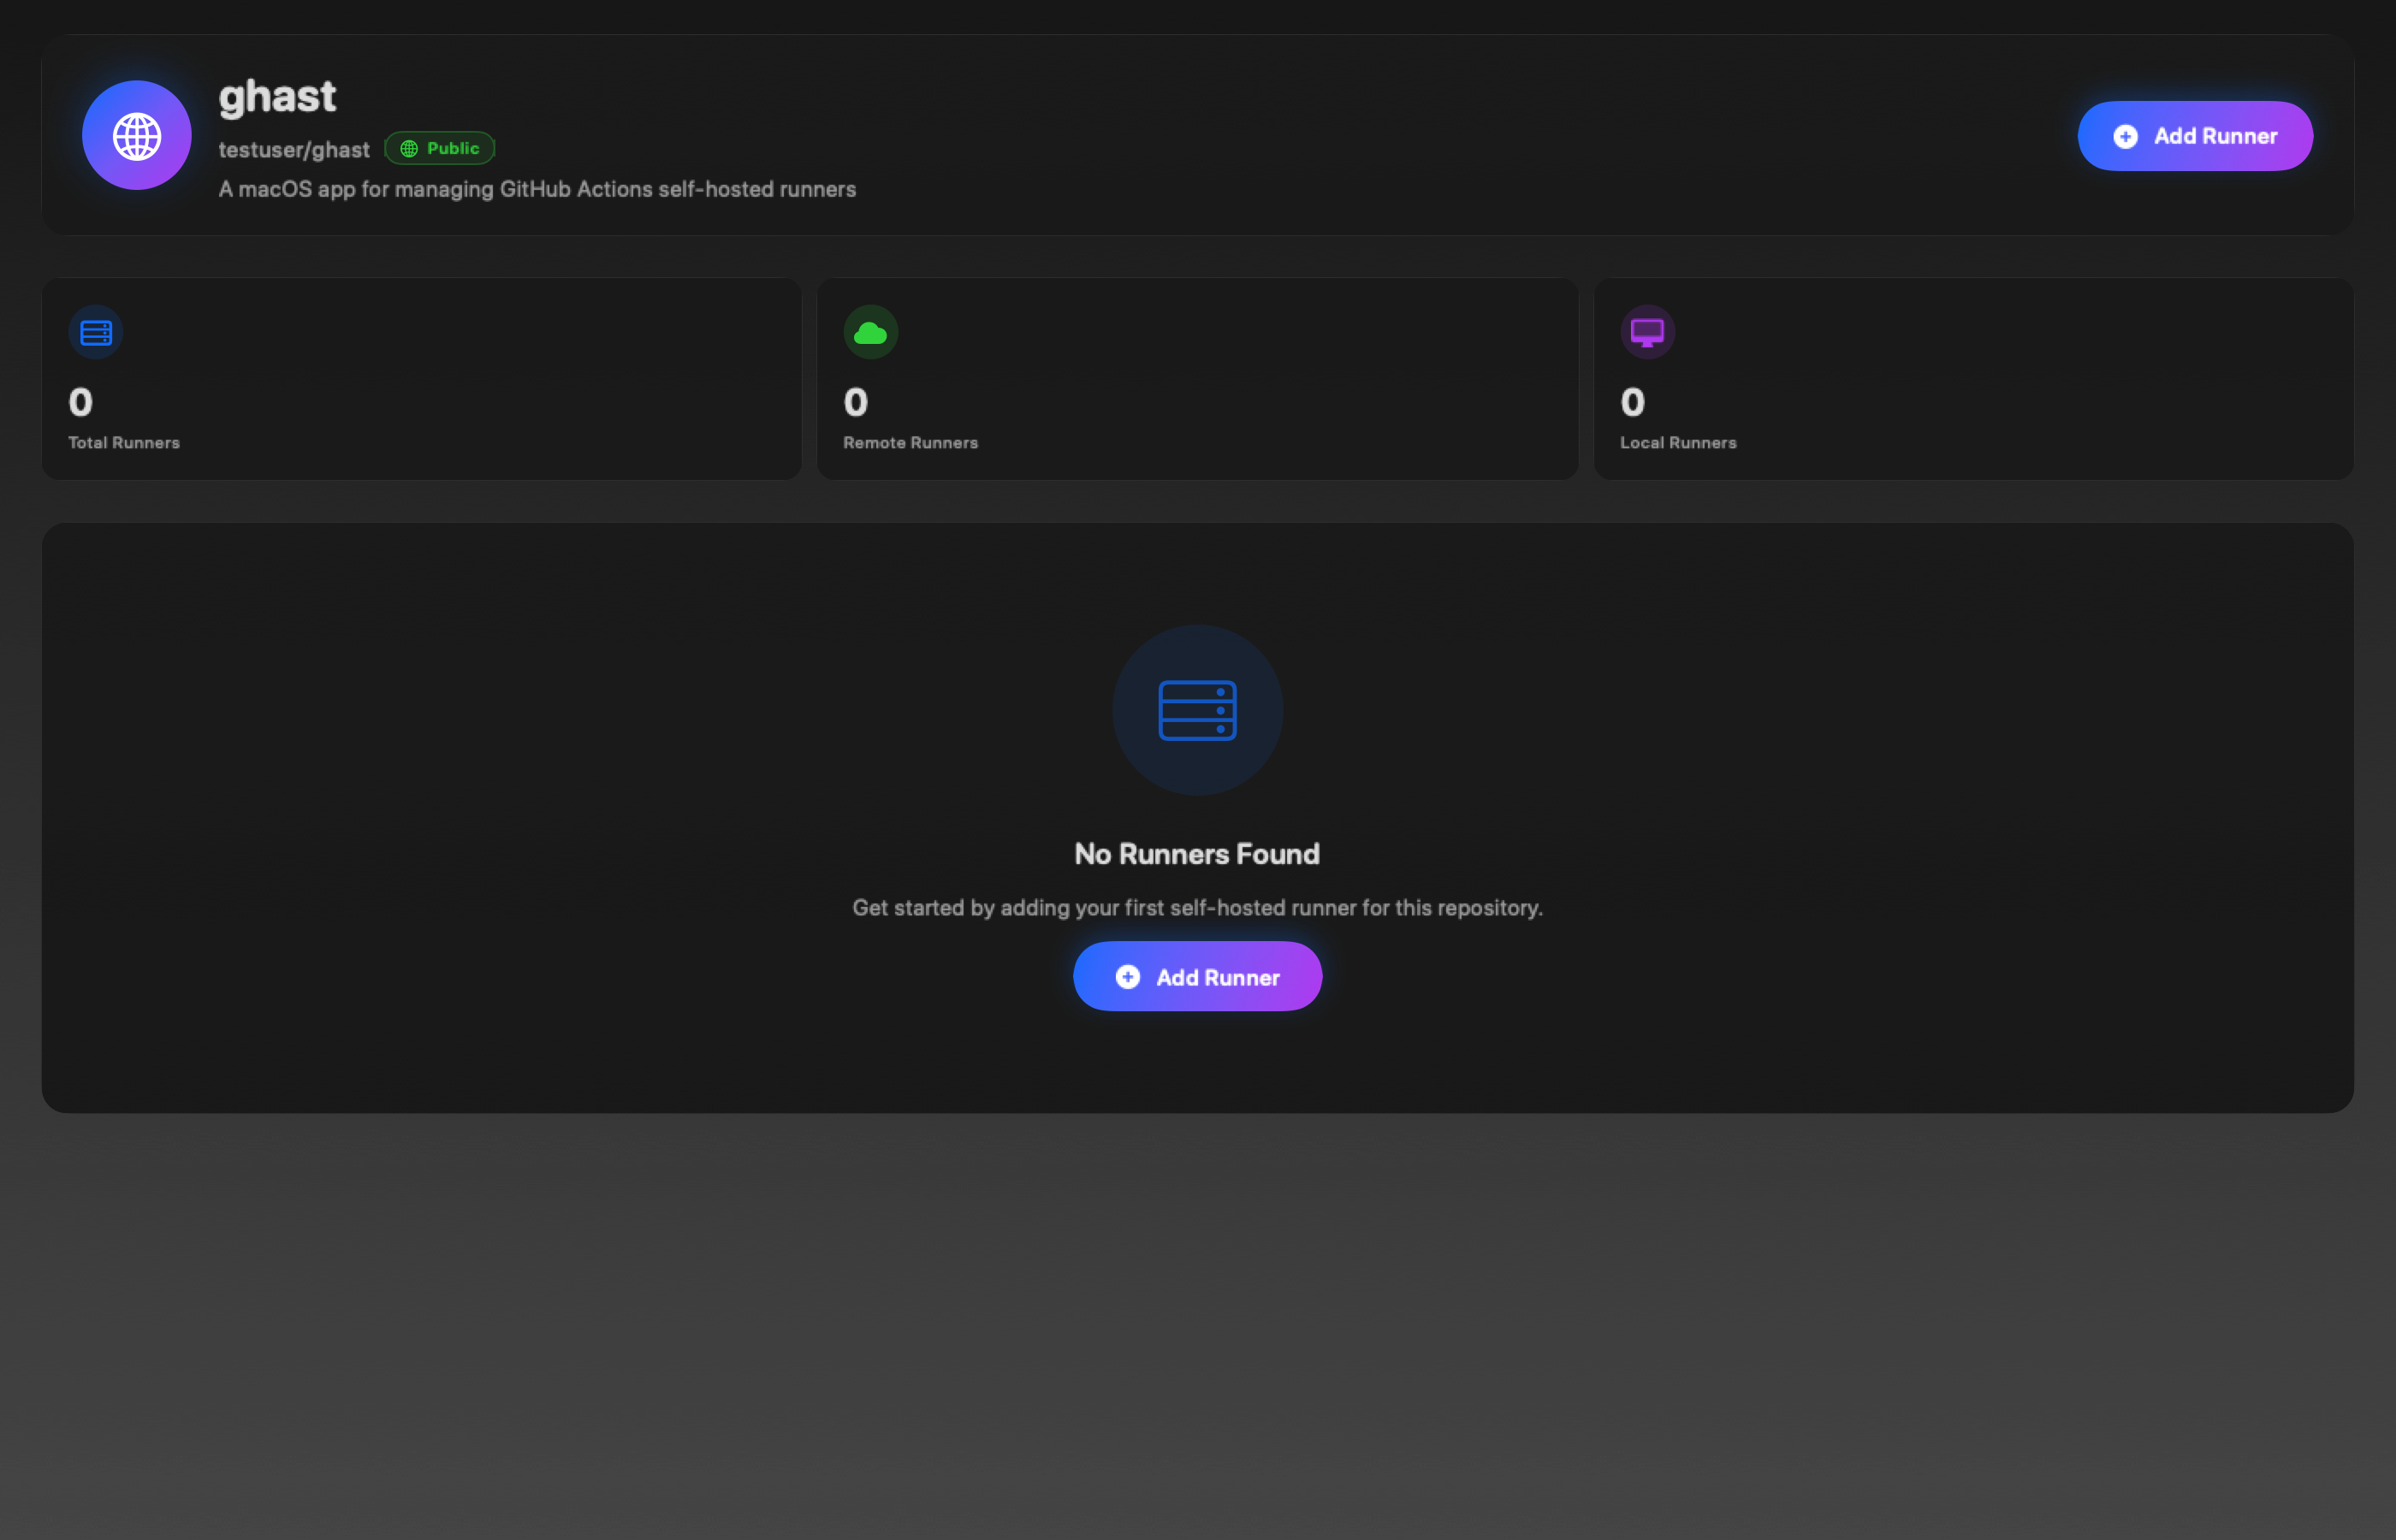 ghast
testuser/ghast Public
A macOS app for managing GitHub Actions self-hosted runners
Add Runner
0
Total Runners
0
Remote Runners
0
Local Runners
No Runners Found
Get started by adding your first self-hosted runner for this repository.
Add Runner